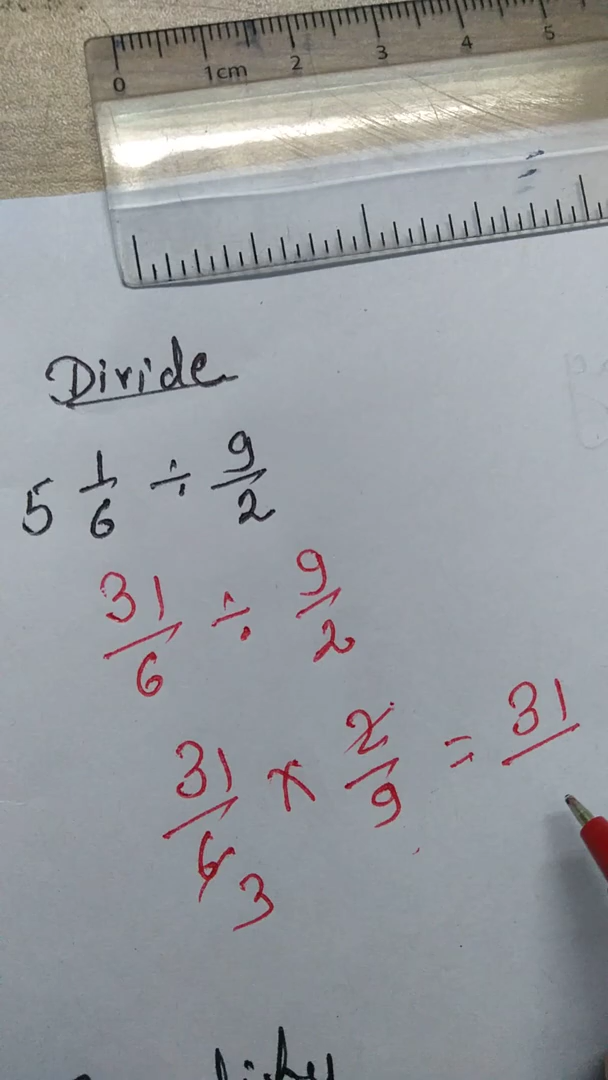 0 1cm 2 3 4 5
Divide
5 1/6 ÷ 9/2
31/6 ÷ 9/2
31/6 × 2/9 = 31/
3